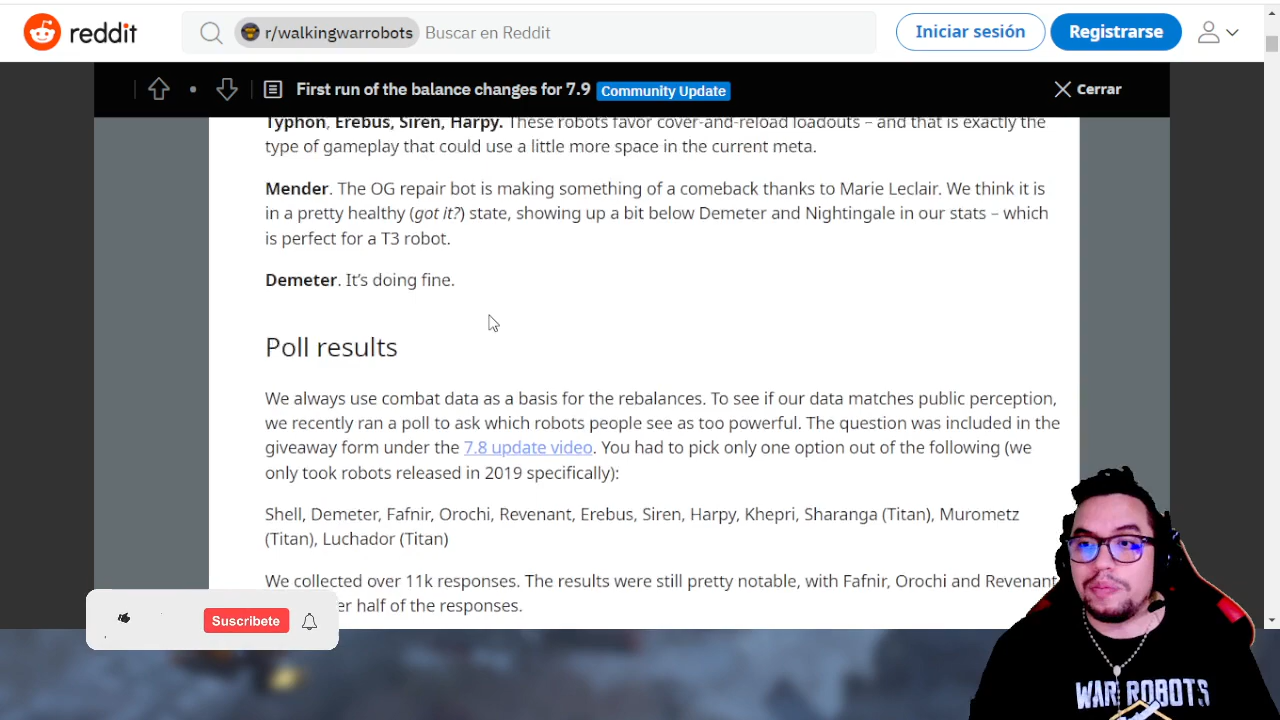 reddit
r/walkingwarrobots
Buscar en Reddit
Iniciar sesión
Registrarse
First run of the balance changes for 7.9
Community Update
Cerrar
Typhon, Erebus, Siren, Harpy. These robots favor cover-and-reload loadouts – and that is exactly the
type of gameplay that could use a little more space in the current meta.
Mender. The OG repair bot is making something of a comeback thanks to Marie Leclair. We think it is
in a pretty healthy (got it?) state, showing up a bit below Demeter and Nightingale in our stats – which
is perfect for a T3 robot.
Demeter. It’s doing fine.
Poll results
We always use combat data as a basis for the rebalances. To see if our data matches public perception,
we recently ran a poll to ask which robots people see as too powerful. The question was included in the
giveaway form under the 7.8 update video. You had to pick only one option out of the following (we
only took robots released in 2019 specifically):
Shell, Demeter, Fafnir, Orochi, Revenant, Erebus, Siren, Harpy, Khepri, Sharanga (Titan), Murometz
(Titan), Luchador (Titan)
We collected over 11k responses. The results were still pretty notable, with Fafnir, Orochi and Revenant
half of the responses.
Suscribete
WAR ROBOTS